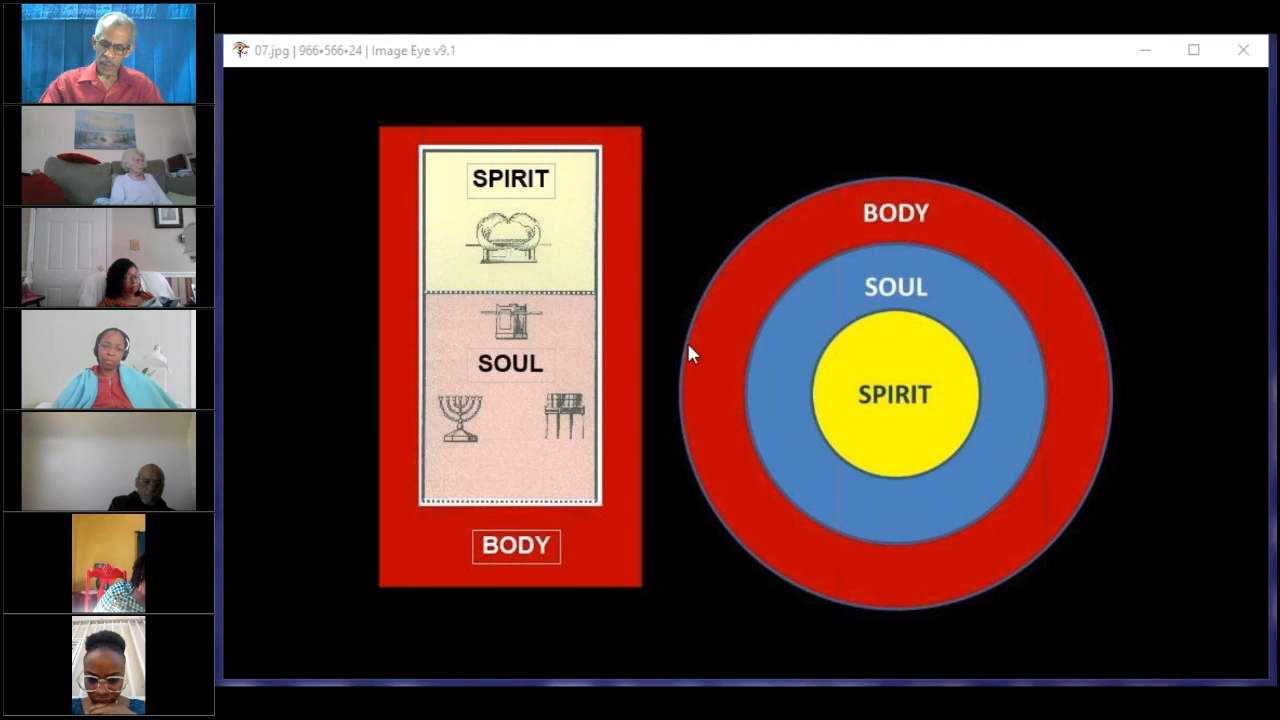 07.jpg | 966•566•24 | Image Eye v9.1
SPIRIT
SOUL
BODY
BODY
SOUL
SPIRIT